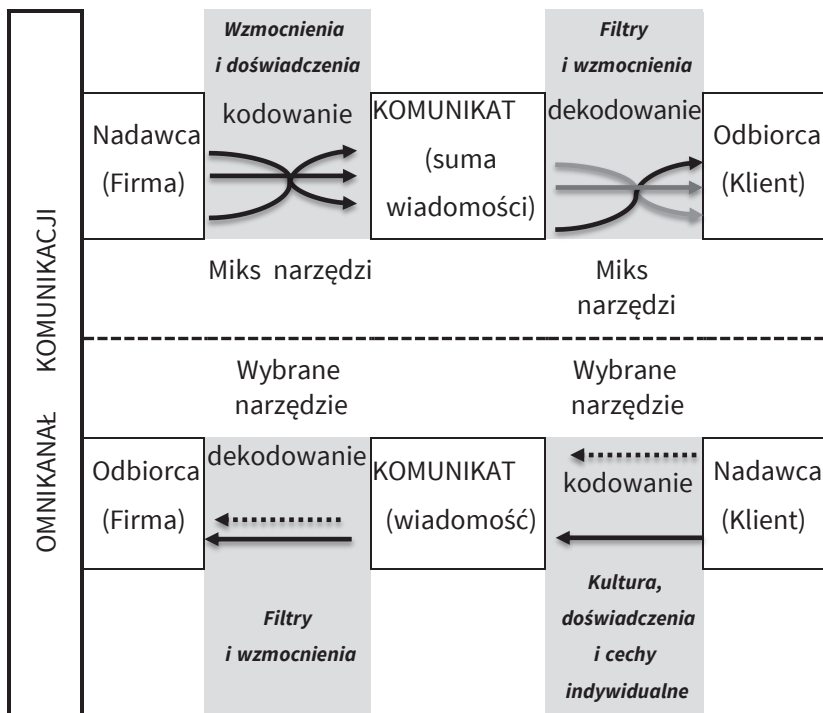 OMNIKANAŁ KOMUNIKACJI
Wzmocnienia
i doświadczenia
Filtry
i wzmocnienia
Nadawca
(Firma)
kodowanie
KOMUNIKAT
(suma
wiadomości)
dekodowanie
Odbiorca
(Klient)
Miks narzędzi
Miks
narzędzi
Wybrane
narzędzie
Wybrane
narzędzie
Odbiorca
(Firma)
dekodowanie
KOMUNIKAT
(wiadomość)
kodowanie
Nadawca
(Klient)
Filtry
i wzmocnienia
Kultura,
doświadczenia
i cechy
indywidualne